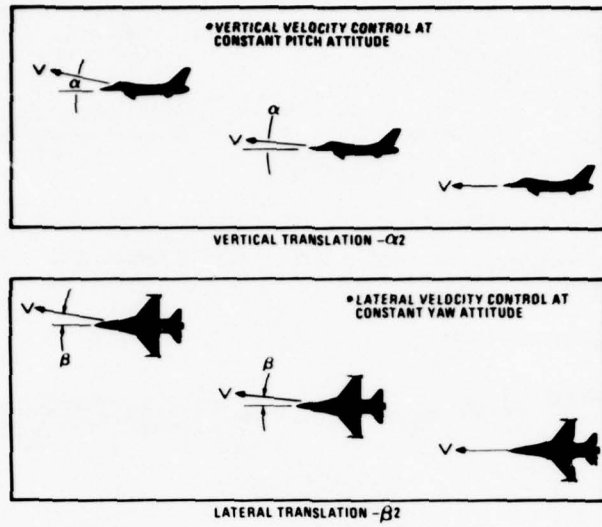 •VERTICAL VELOCITY CONTROL AT
CONSTANT PITCH ATTITUDE
V
α
α
V
V
VERTICAL TRANSLATION -α2
•LATERAL VELOCITY CONTROL AT
CONSTANT YAW ATTITUDE
V
β
β
V
V
LATERAL TRANSLATION -β2